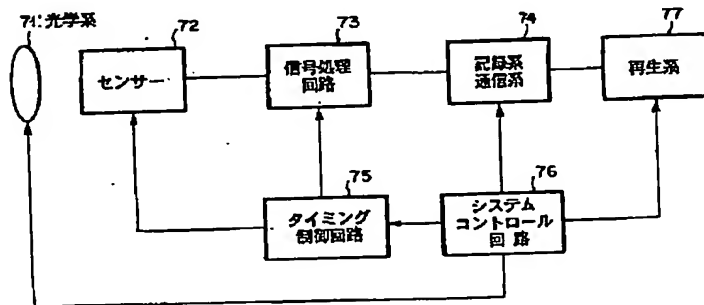 71:光学系
72
センサー
73
信号処理
回路
74
記録系
通信系
77
再生系
75
タイミング
制御回路
76
システム
コントロール
回路